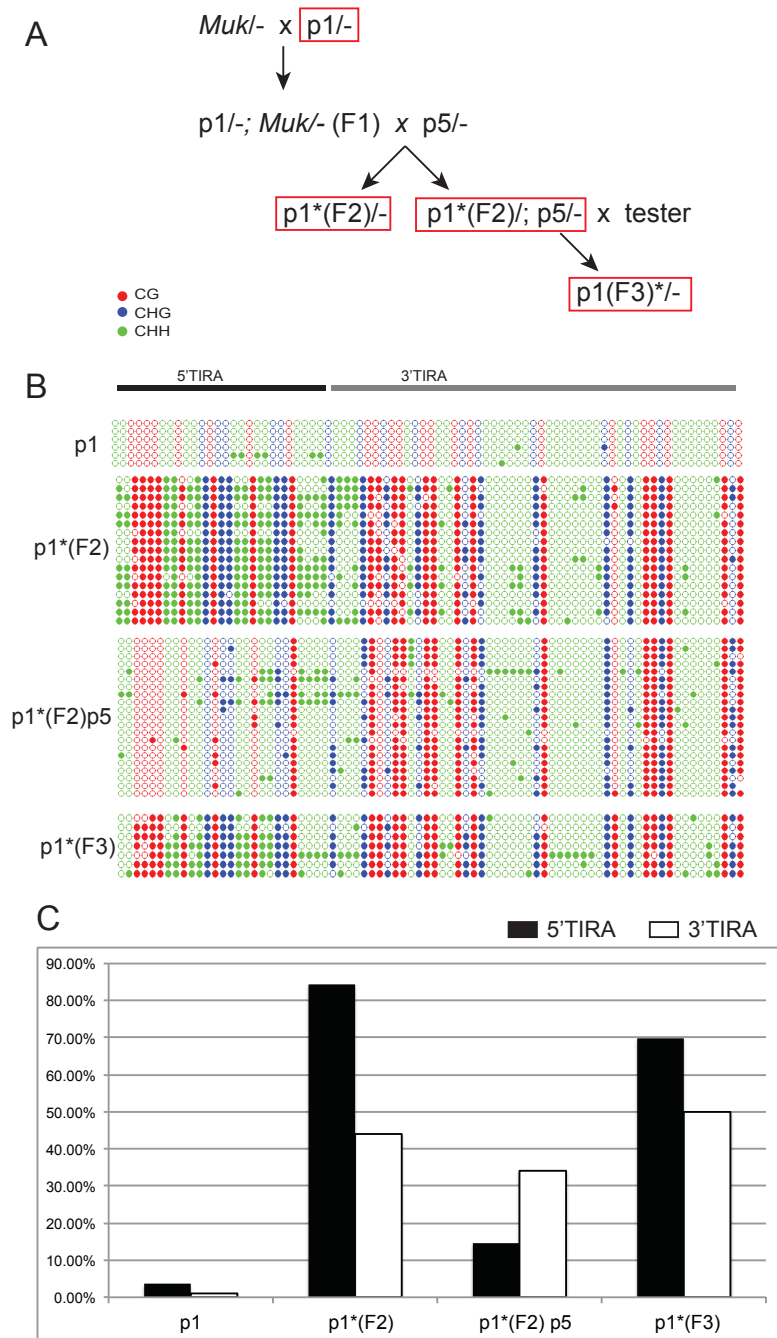 A
Muk/- x p1/-
p1/-; Muk/- (F1) x p5/-
p1*(F2)/- p1*(F2)/; p5/- x tester
p1(F3)*/-
CG
CHG
CHH
B
5'TIRA 3'TIRA
p1
p1*(F2)
p1*(F2)p5
p1*(F3)
C
5'TIRA 3'TIRA
90.00%
80.00%
70.00%
60.00%
50.00%
40.00%
30.00%
20.00%
10.00%
0.00%
p1 p1*(F2) p1*(F2) p5 p1*(F3)